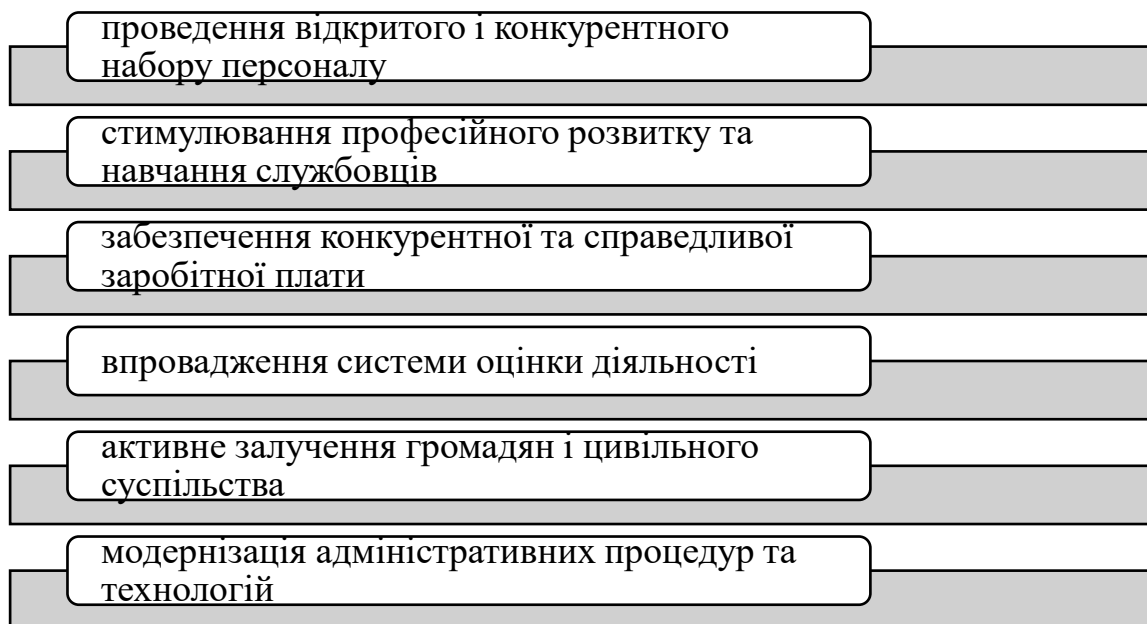 проведення відкритого і конкурентного
набору персоналу
стимулювання професійного розвитку та
навчання службовців
забезпечення конкурентної та справедливої
заробітної плати
впровадження системи оцінки діяльності
активне залучення громадян і цивільного
суспільства
модернізація адміністративних процедур та
технологій